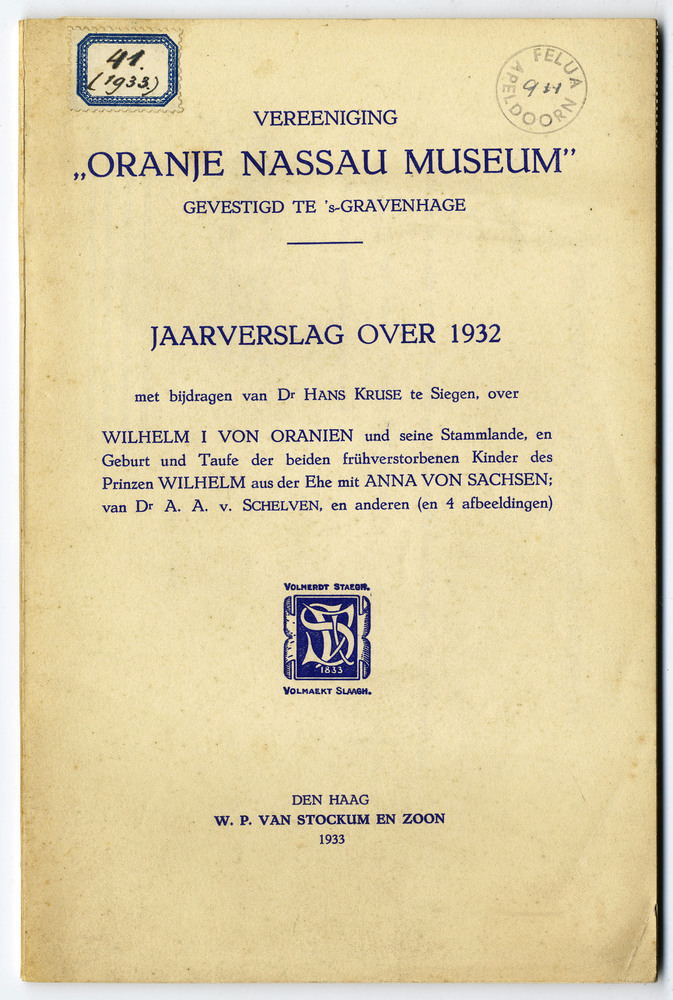 41.
(1933.)
FELUA
APELDOORN
VEREENIGING
„ORANJE NASSAU MUSEUM”
GEVESTIGD TE 's-GRAVENHAGE
JAARVERSLAG OVER 1932
met bijdragen van Dr HANS KRUSE te Siegen, over
WILHELM I VON ORANIEN und seine Stammlande, en
Geburt und Taufe der beiden frühverstorbenen Kinder des
Prinzen WILHELM aus der Ehe mit ANNA VON SACHSEN;
van Dr A. A. v. SCHELVEN, en anderen (en 4 afbeeldingen)
VOLHERDT STAEGH.
1833
VOLMAEKT SLAAGH.
DEN HAAG
W. P. VAN STOCKUM EN ZOON
1933